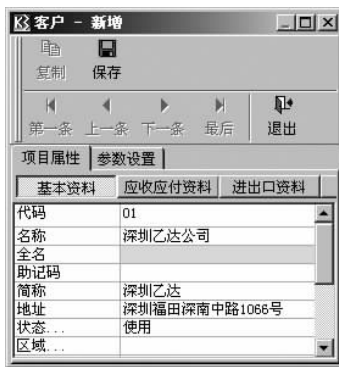 K3 客户 - 新增
复制 保存
第一条 上一条 下一条 最后 退出
项目属性 参数设置
基本资料 应收应付资料 进出口资料
代码 01
名称 深圳乙达公司
全名
助记码
简称 深圳乙达
地址 深圳福田深南中路1066号
状态... 使用
区域...